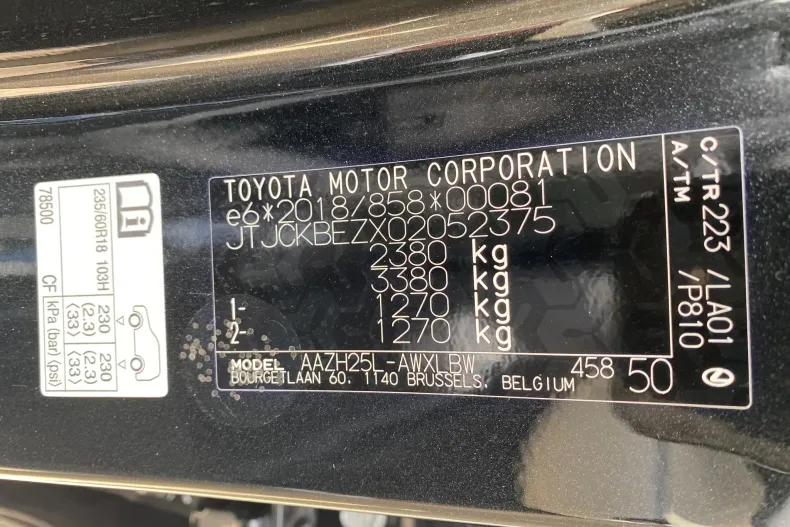 TOYOTA MOTOR CORPORATION
e6*2018/858*00081
JTJCKBEZX02052375
2380 kg
3380 kg
1- 1270 kg
2- 1270 kg
MODEL AAZH25L-AWXLBW 458 50
BOURGETLAAN 60, 1140 BRUSSELS, BELGIUM
C/TR 223 /LA01
A/TM /P810
i
235/60R18 103H
230 230
(2.3) (2.3)
⟨33⟩ ⟨33⟩
78500 CF kPa (bar) ⟨psi⟩